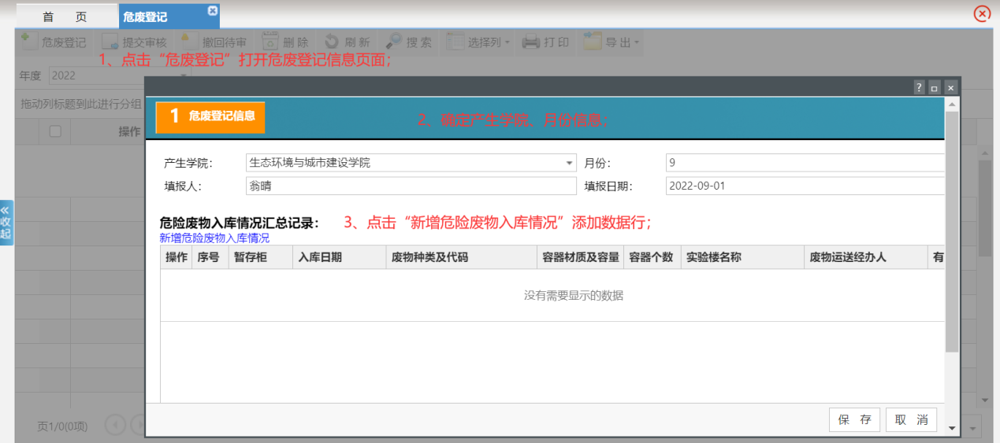 首 页
危废登记
危废登记 提交审核 撤回待审 删 除 刷 新 搜 索 选择列 打 印 导 出
1、点击“危废登记”打开危废登记信息页面；
年度 2022
拖动列标题到此进行分组
操作
1 危废登记信息
2、确定产生学院、月份信息；
产生学院： 生态环境与城市建设学院 月份： 9
填报人： 翁晴 填报日期： 2022-09-01
危险废物入库情况汇总记录：
3、点击“新增危险废物入库情况”添加数据行；
新增危险废物入库情况
操作 序号 暂存柜 入库日期 废物种类及代码 容器材质及容量 容器个数 实验楼名称 废物运送经办人 有
没有需要显示的数据
收起
页1/0(0项)
保 存 取 消